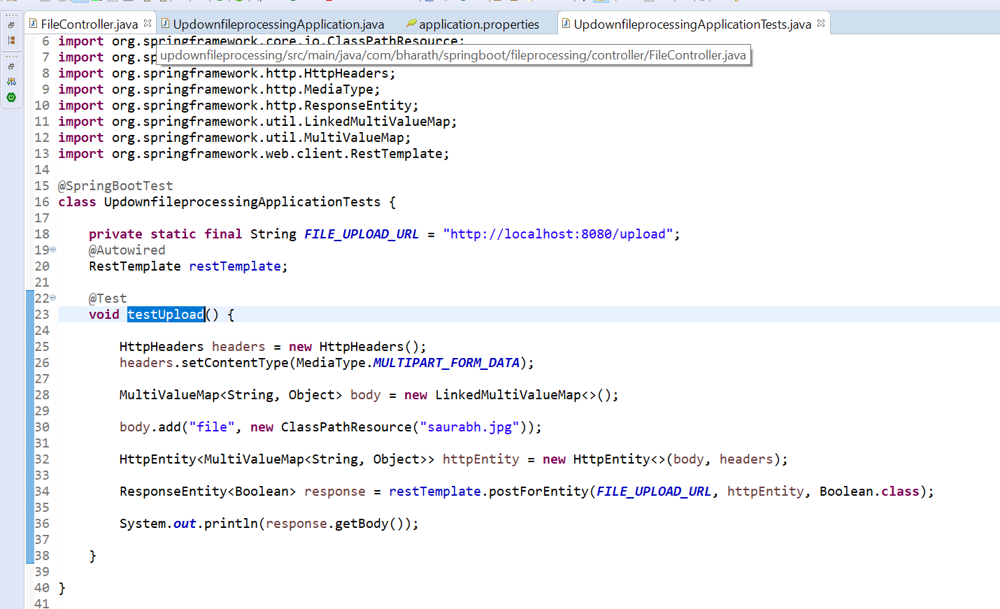 FileController.java
UpdownfileprocessingApplication.java
application.properties
UpdownfileprocessingApplicationTests.java
6 import org.springframework.core.io.ClassPathResource;
7 import org.sp
updownfileprocessing/src/main/java/com/bharath/springboot/fileprocessing/controller/FileController.java
8 import org.springframework.http.HttpHeaders;
9 import org.springframework.http.MediaType;
10 import org.springframework.http.ResponseEntity;
11 import org.springframework.util.LinkedMultiValueMap;
12 import org.springframework.util.MultiValueMap;
13 import org.springframework.web.client.RestTemplate;
14
15 @SpringBootTest
16 class UpdownfileprocessingApplicationTests {
17
18 private static final String FILE_UPLOAD_URL = "http://localhost:8080/upload";
19 @Autowired
20 RestTemplate restTemplate;
21
22 @Test
23 void testUpload() {
24
25 HttpHeaders headers = new HttpHeaders();
26 headers.setContentType(MediaType.MULTIPART_FORM_DATA);
27
28 MultiValueMap<String, Object> body = new LinkedMultiValueMap<>();
29
30 body.add("file", new ClassPathResource("saurabh.jpg"));
31
32 HttpEntity<MultiValueMap<String, Object>> httpEntity = new HttpEntity<>(body, headers);
33
34 ResponseEntity<Boolean> response = restTemplate.postForEntity(FILE_UPLOAD_URL, httpEntity, Boolean.class);
35
36 System.out.println(response.getBody());
37
38 }
39
40 }
41